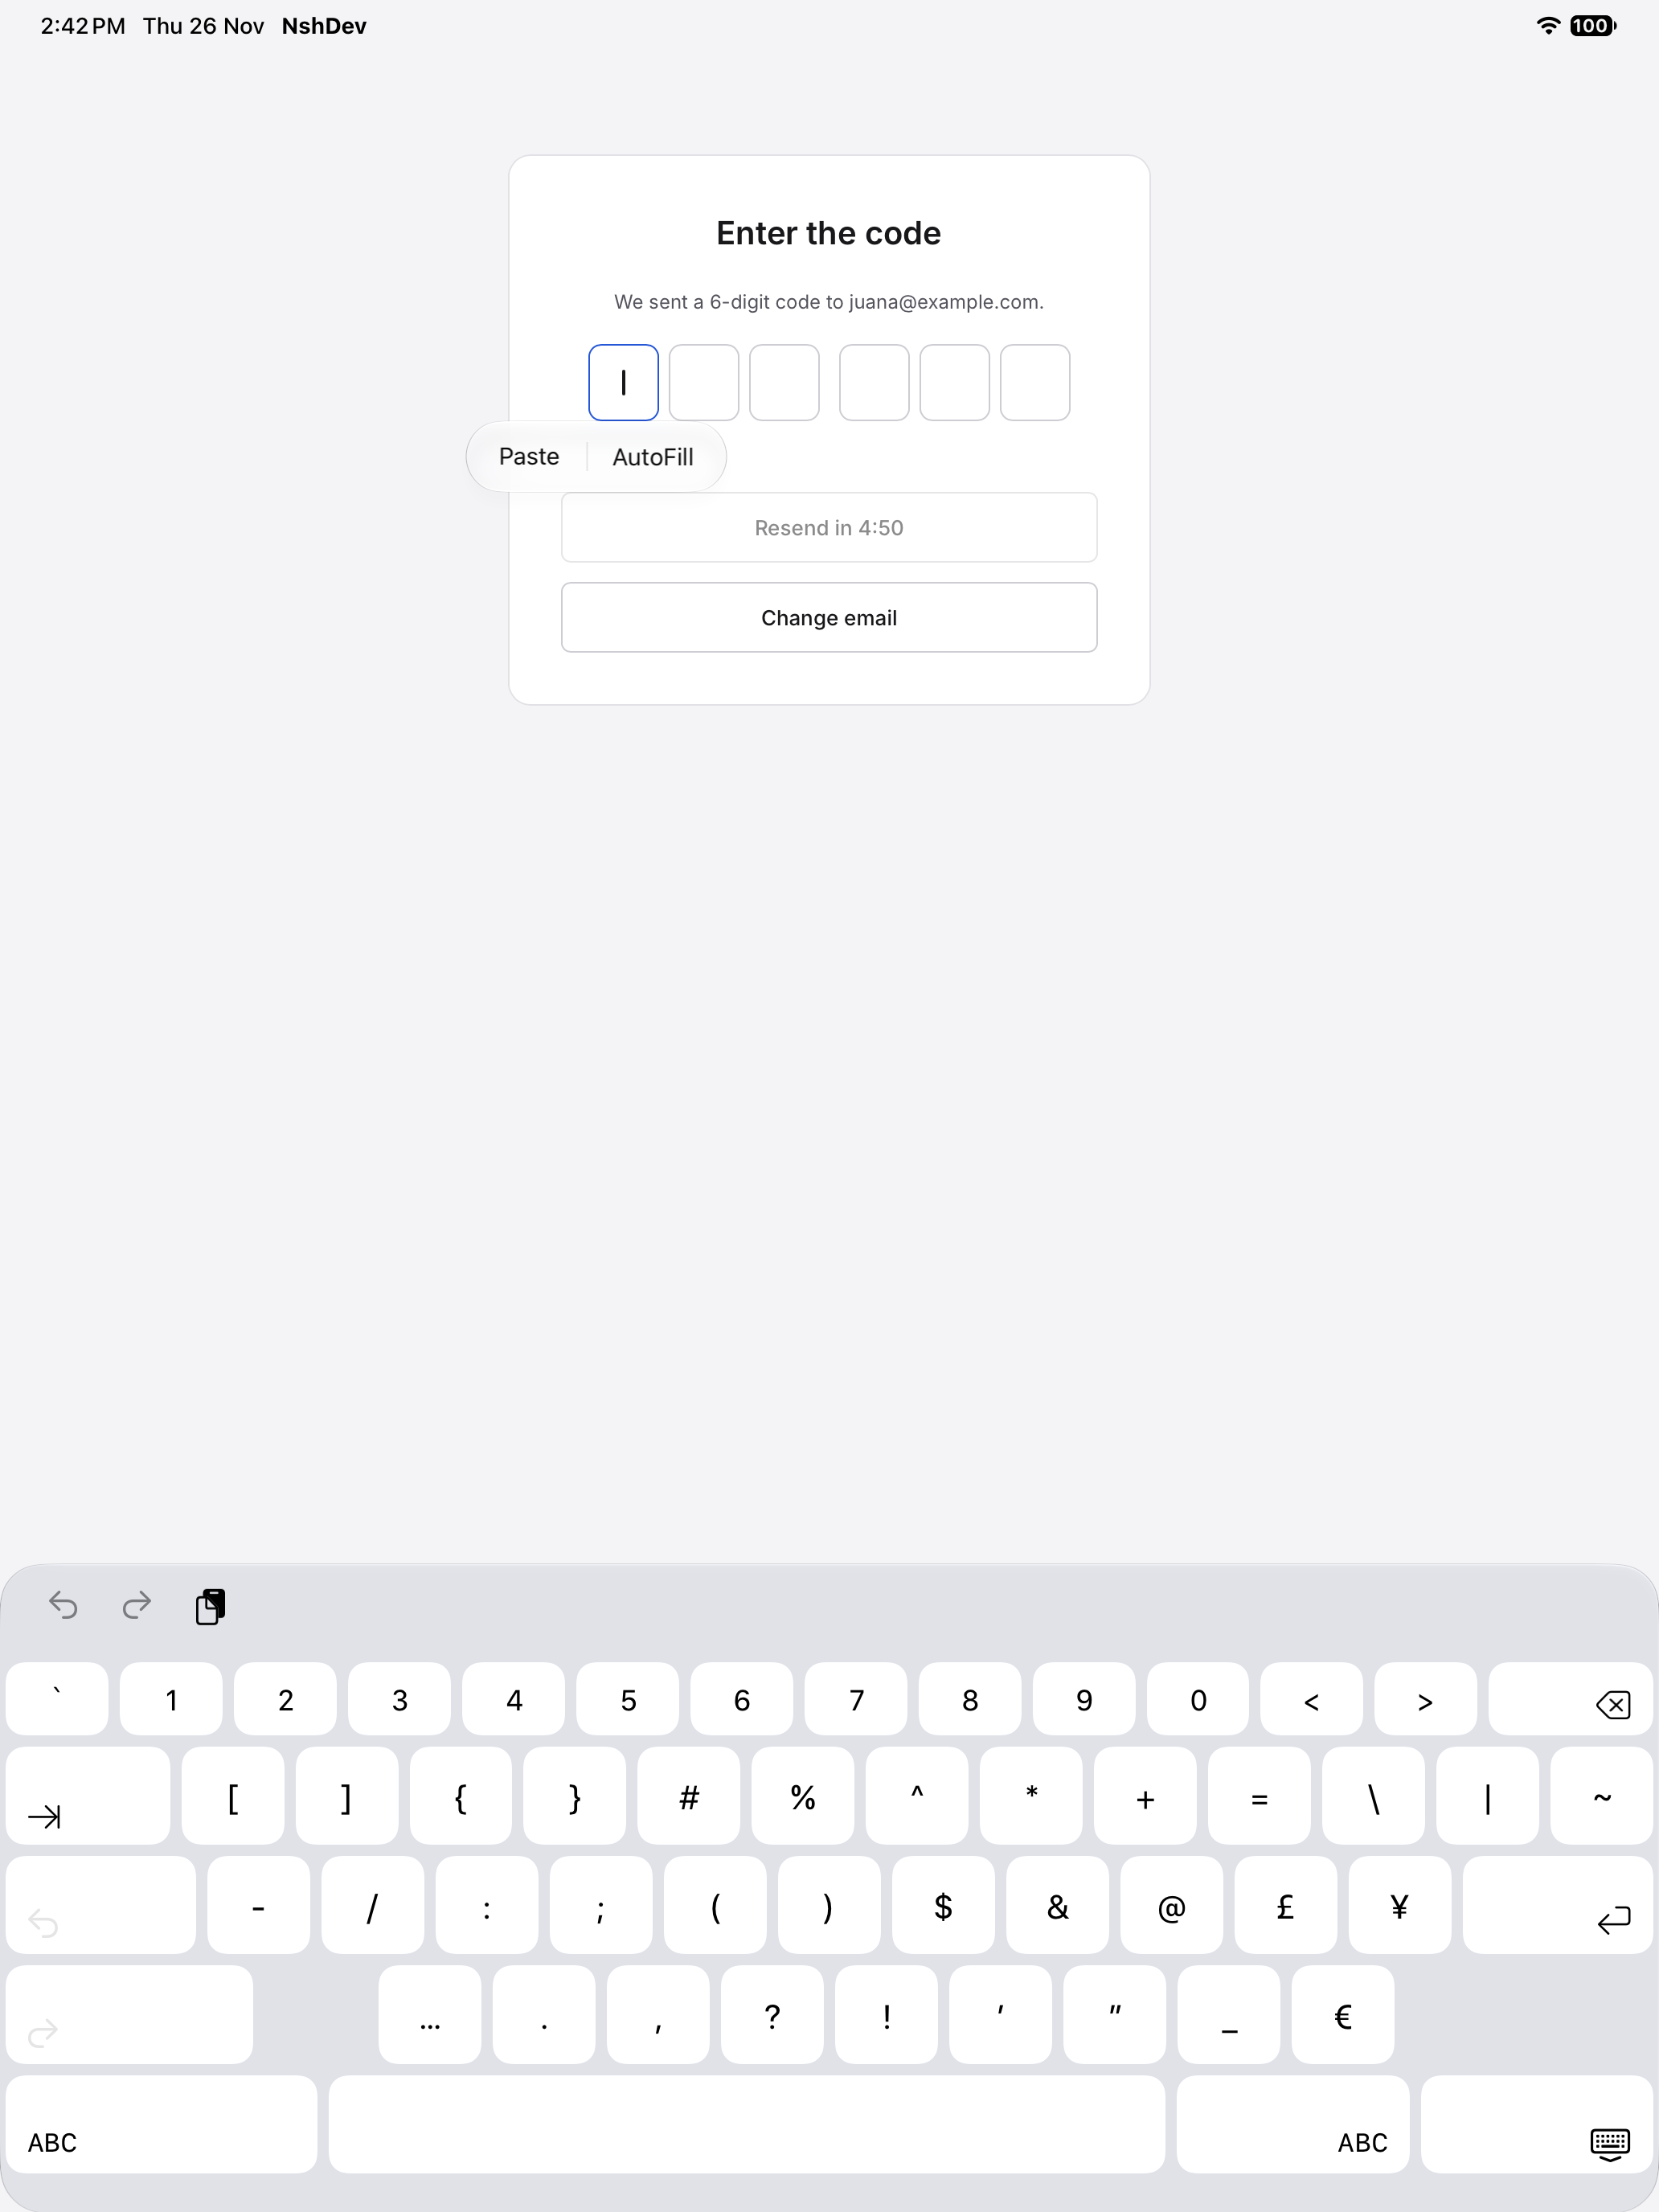 2:42 PM Thu 26 Nov NshDev 100
Enter the code
We sent a 6-digit code to juana@example.com.
Paste AutoFill
Resend in 4:50
Change email
` 1 2 3 4 5 6 7 8 9 0 < >
[ ] { } # % ^ * + = \ | ~
- / : ; ( ) $ & @ £ ¥
... . , ? ! ' " _ €
ABC ABC